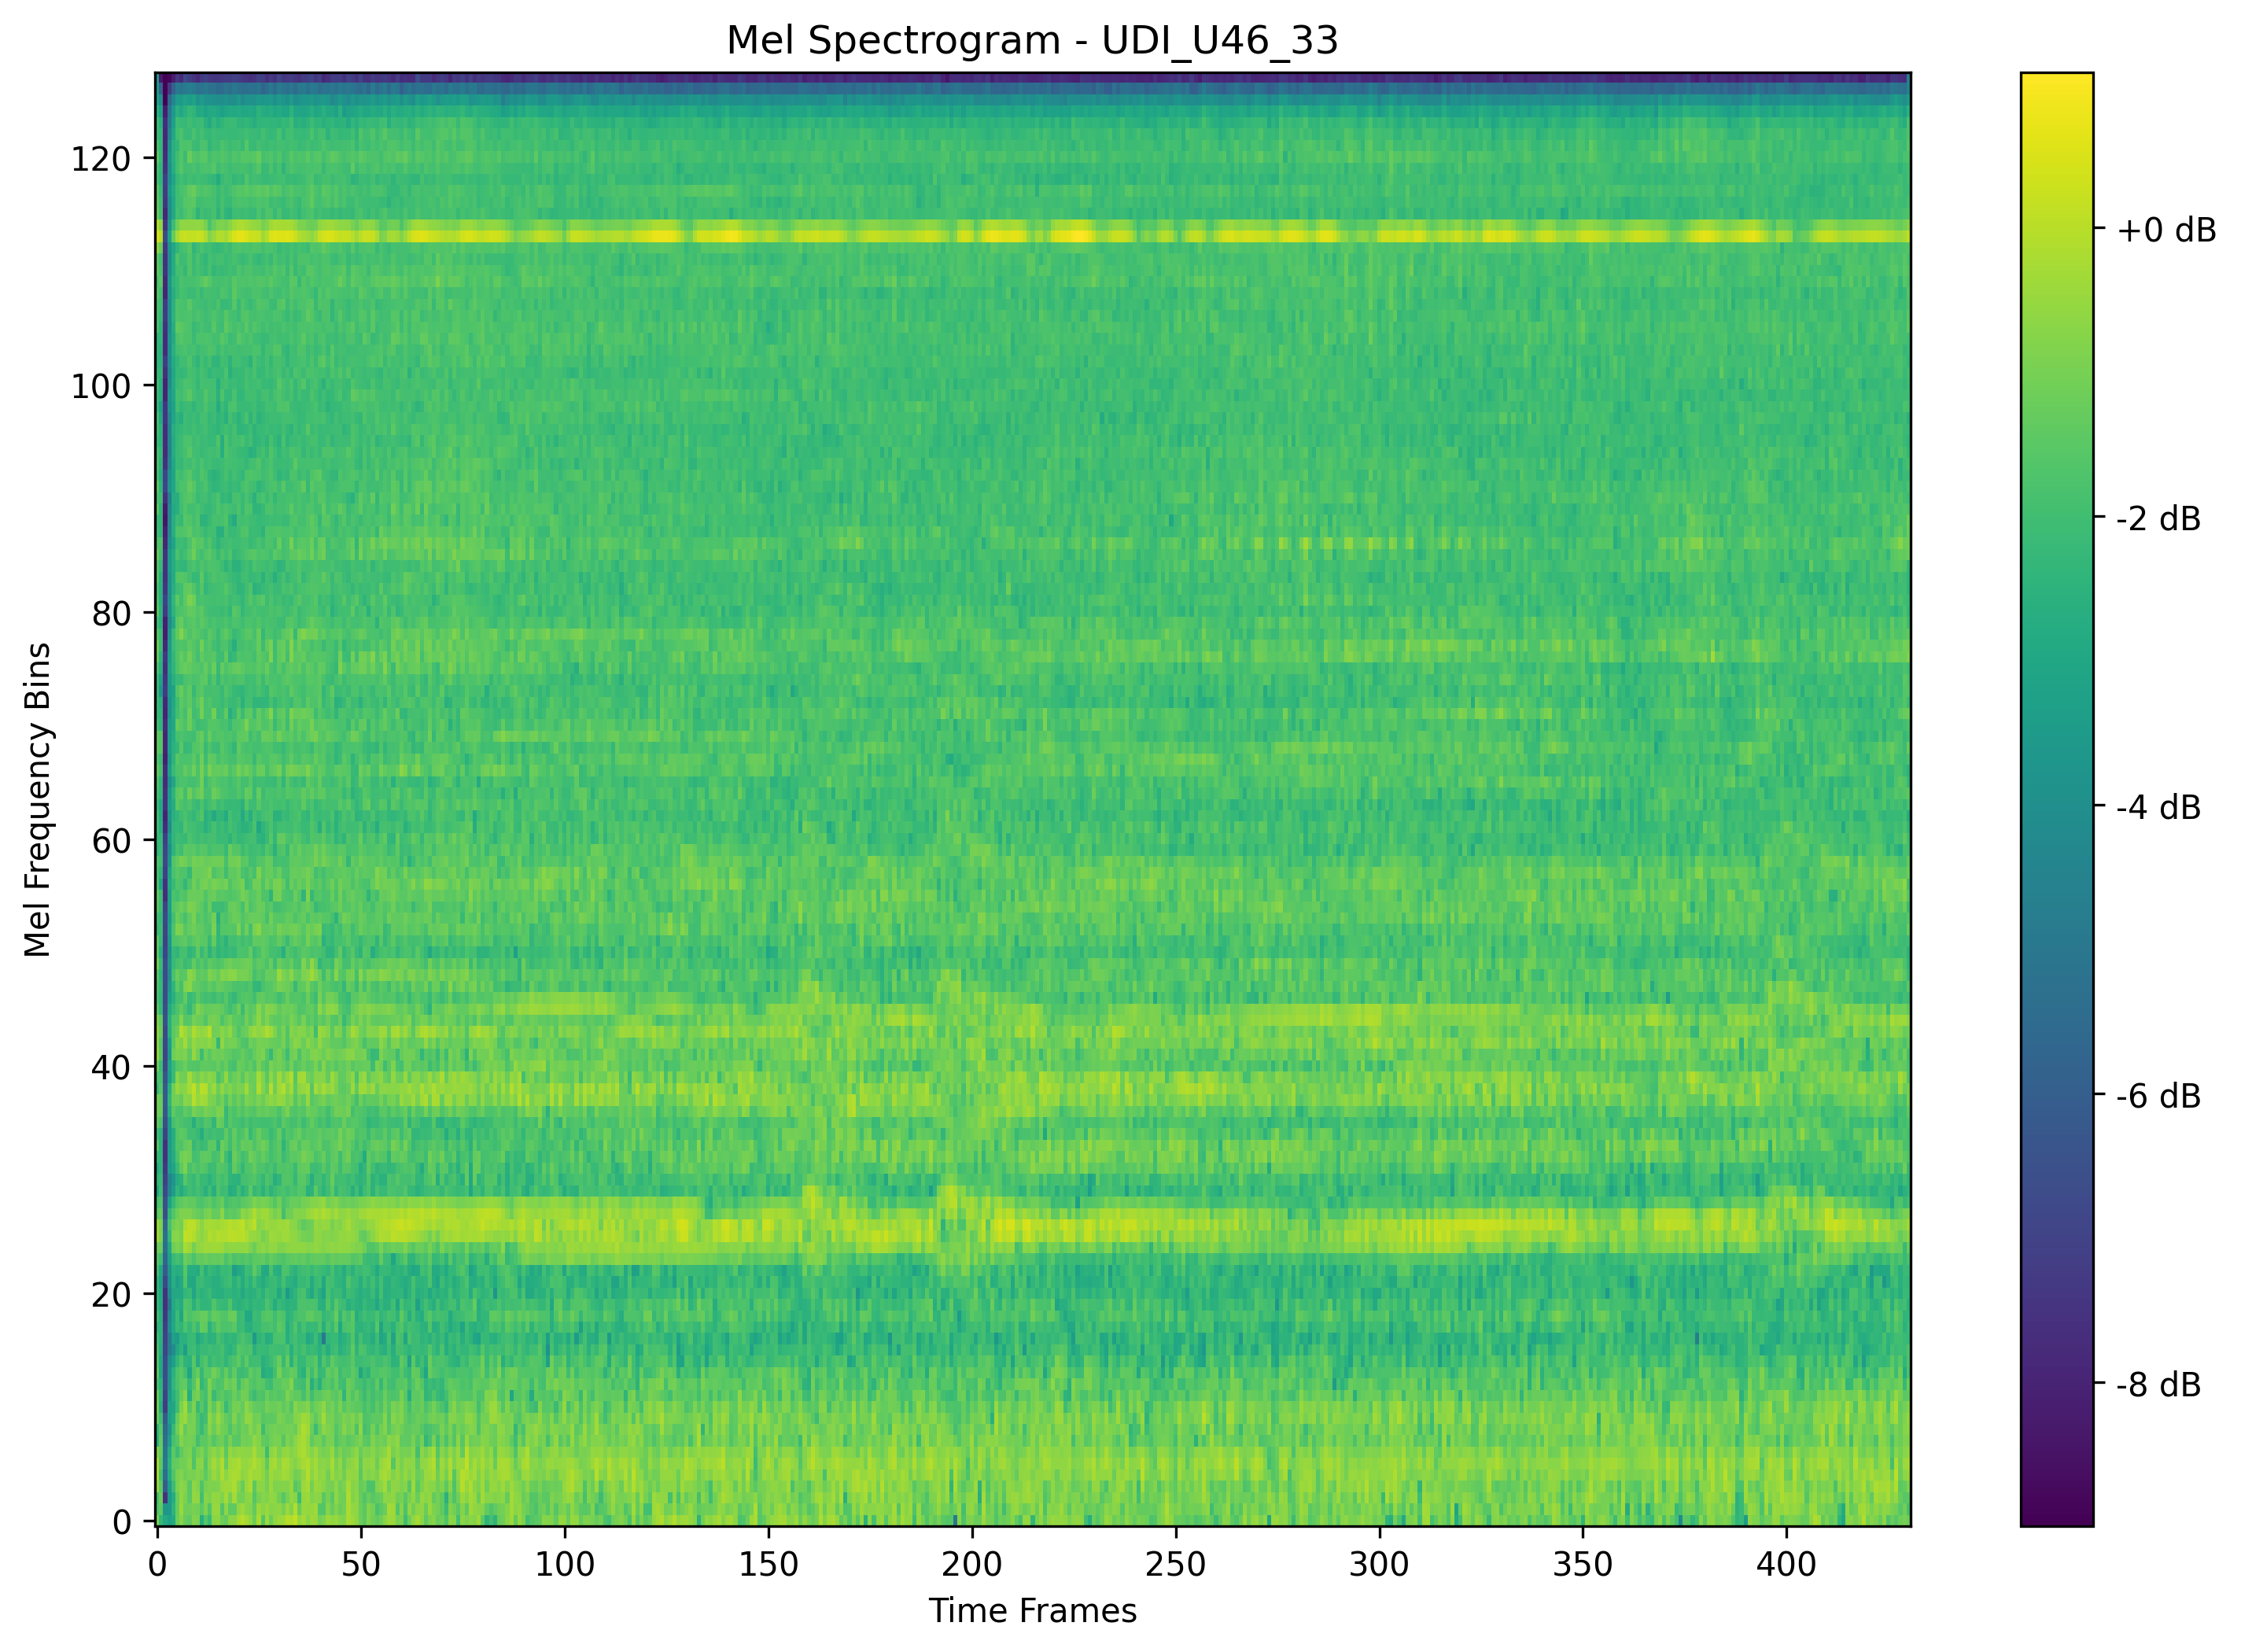 Mel Spectrogram - UDI_U46_33
120
100
80
60
40
20
0
Mel Frequency Bins
0 50 100 150 200 250 300 350 400
Time Frames
+0 dB
-2 dB
-4 dB
-6 dB
-8 dB